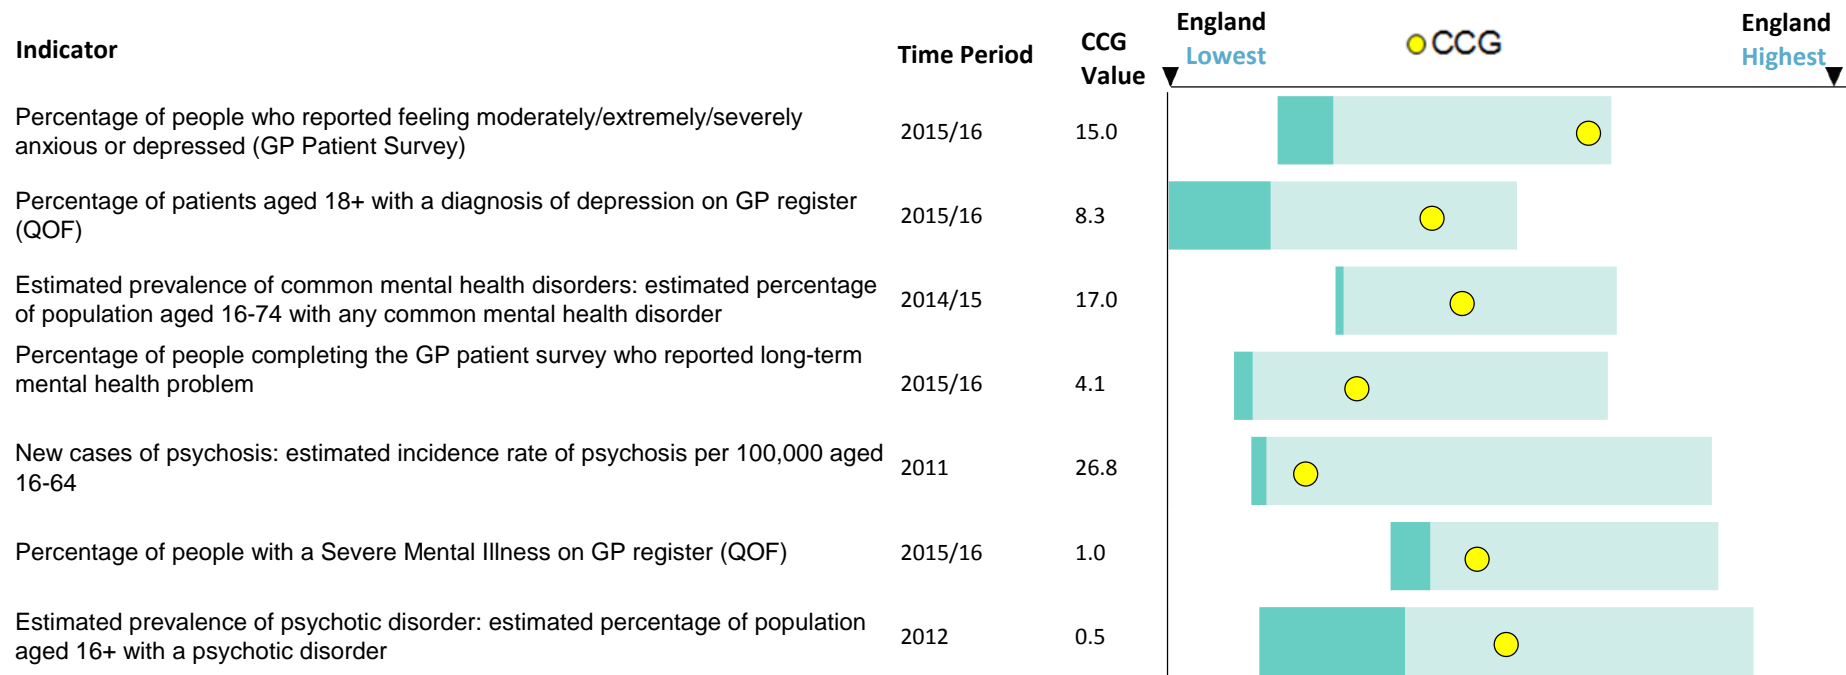 Indicator
Time Period
CCG
Value
England
Lowest
CCG
England
Highest
Percentage of people who reported feeling moderately/extremely/severely
anxious or depressed (GP Patient Survey)
2015/16
15.0
Percentage of patients aged 18+ with a diagnosis of depression on GP register
(QOF)
2015/16
8.3
Estimated prevalence of common mental health disorders: estimated percentage
of population aged 16-74 with any common mental health disorder
2014/15
17.0
Percentage of people completing the GP patient survey who reported long-term
mental health problem
2015/16
4.1
New cases of psychosis: estimated incidence rate of psychosis per 100,000 aged
16-64
2011
26.8
Percentage of people with a Severe Mental Illness on GP register (QOF)
2015/16
1.0
Estimated prevalence of psychotic disorder: estimated percentage of population
aged 16+ with a psychotic disorder
2012
0.5